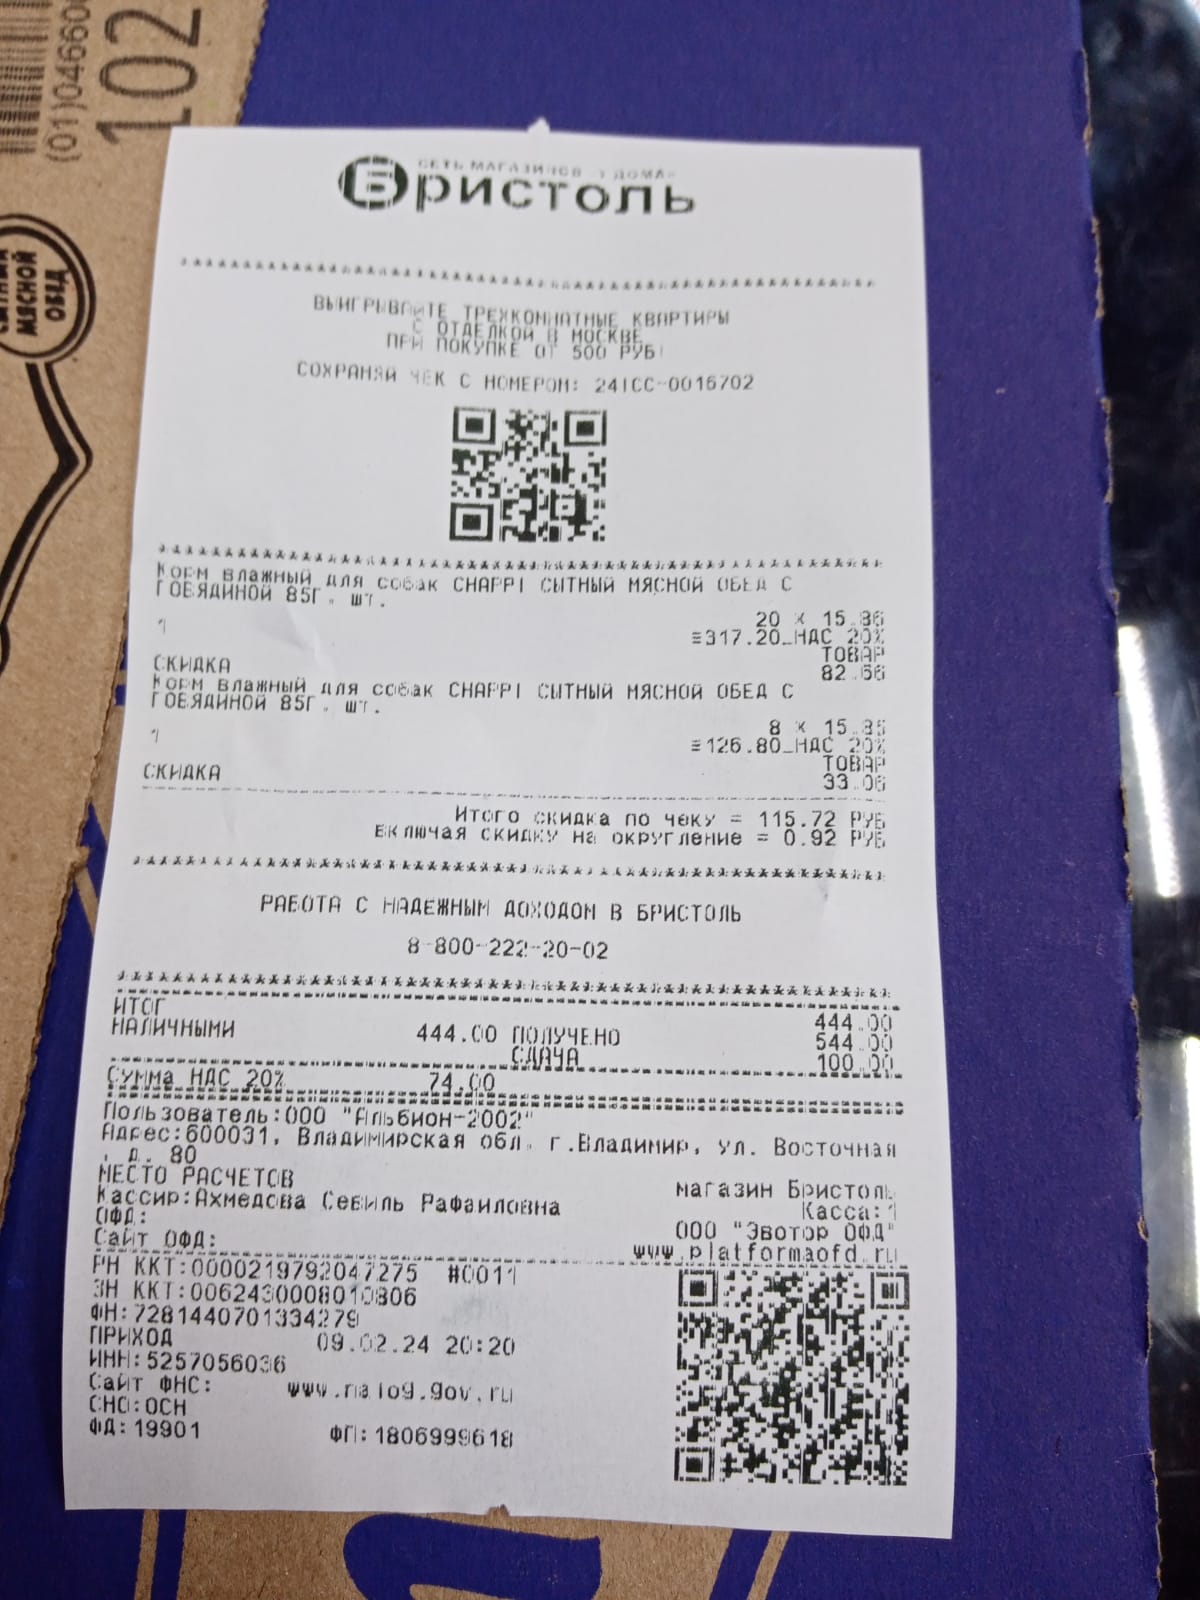 (01)04660
102
СЫТНЫЙ
МЯСНОЙ
ОБЕД
СЕТЬ МАГАЗИНОВ «У ДОМА»
Бристоль
ВЫИГРЫВАЙТЕ ТРЕХКОМНАТНЫЕ КВАРТИРЫ
С ОТДЕЛКОЙ В МОСКВЕ
ПРИ ПОКУПКЕ ОТ 500 РУБ!
СОХРАНЯЙ ЧЕК С НОМЕРОМ: 24ICC-0016702
Корм влажный для собак CHAPPI СЫТНЫЙ МЯСНОЙ ОБЕД С
ГОВЯДИНОЙ 85Г. шт.
20 × 15.86
1 ≡317.20_НДС 20%
ТОВАР
СКИДКА 82.66
Корм влажный для собак CHAPPI СЫТНЫЙ МЯСНОЙ ОБЕД С
ГОВЯДИНОЙ 85Г. шт.
8 × 15.85
1 ≡126.80_НДС 20%
ТОВАР
СКИДКА 33.06
Итого скидка по чеку = 115.72 РУБ
включая скидку на округление = 0.92 РУБ
РАБОТА С НАДЕЖНЫМ ДОХОДОМ В БРИСТОЛЬ
8-800-222-20-02
ИТОГ 444.00
НАЛИЧНЫМИ 444.00 ПОЛУЧЕНО 544.00
СДАЧА 100.00
Сумма НДС 20% 74.00
Пользователь:ООО "Альбион-2002"
Адрес:600031, Владимирская обл, г.Владимир, ул. Восточная
, д. 80
МЕСТО РАСЧЕТОВ магазин Бристоль
Кассир:Ахмедова Севиль Рафаиловна Касса:1
ОФД: ООО "Эвотор ОФД"
Сайт ОФД: www.platformaofd.ru
РН ККТ:0000219792047275 #0011
ЗН ККТ:0062430008010806
ФН:7281440701334279
ПРИХОД 09.02.24 20:20
ИНН:5257056036
Сайт ФНС: www.nalog.gov.ru
СНО:ОСН
ФД:19901 ФП:1806999618